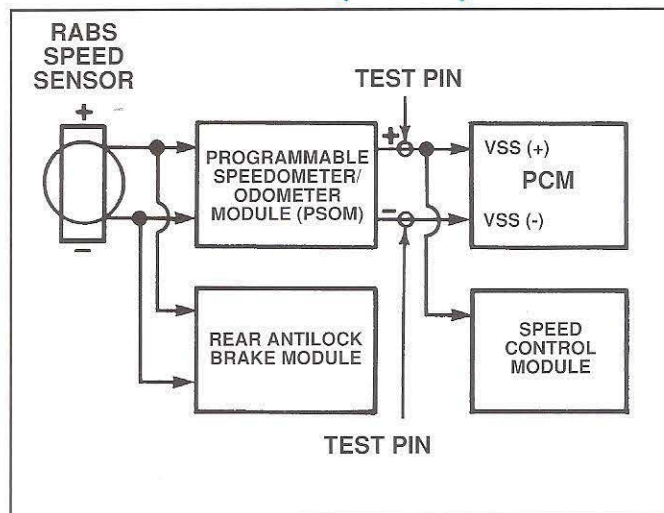 RABS
SPEED
SENSOR
+
-
PROGRAMMABLE
SPEEDOMETER/
ODOMETER
MODULE (PSOM)
TEST PIN
+
-
VSS (+)
PCM
VSS (-)
REAR ANTILOCK
BRAKE MODULE
SPEED
CONTROL
MODULE
TEST PIN